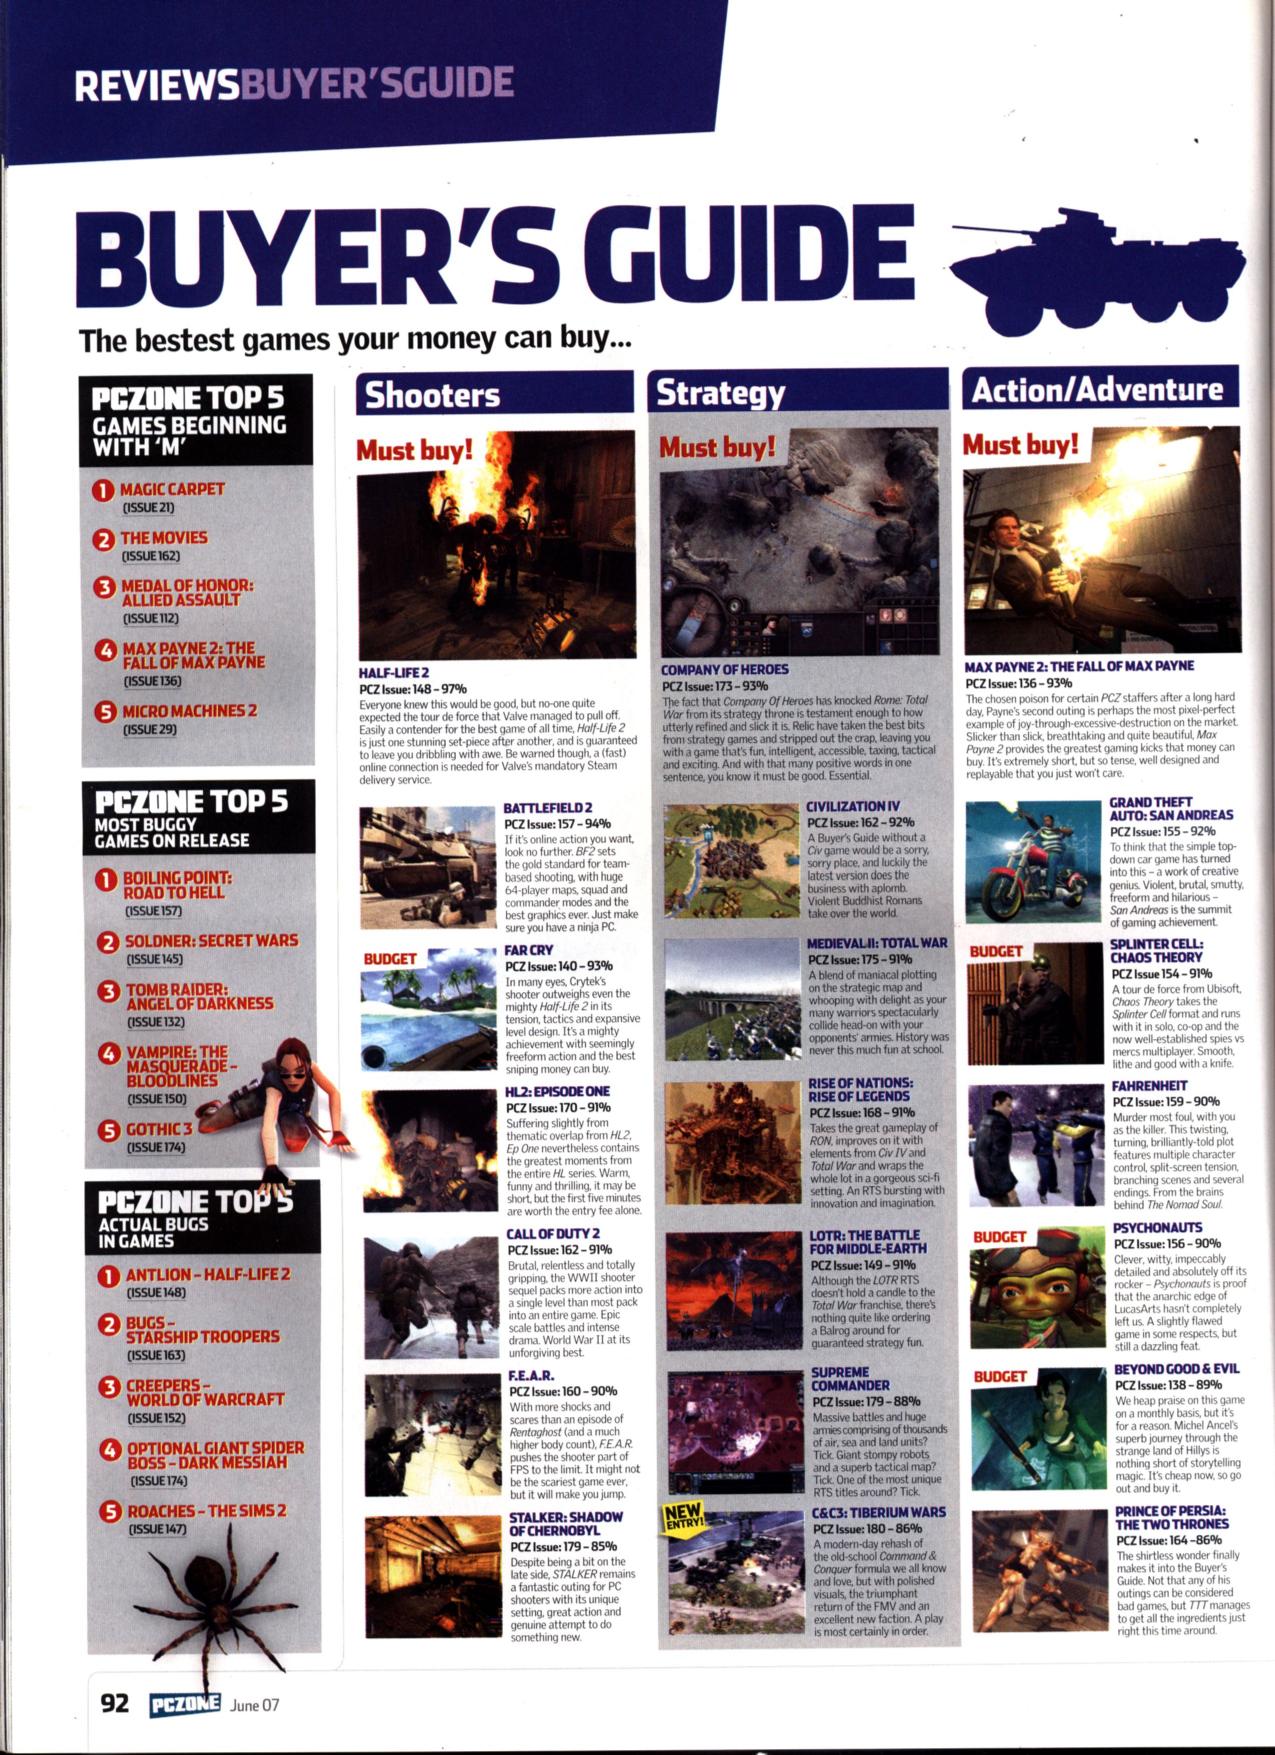 REVIEWSBUYER'SGUIDE
BUYER'S GUIDE
The bestest games your money can buy...
PCZONE TOP 5
GAMES BEGINNING
WITH 'M'
1 MAGIC CARPET
(ISSUE 21)
2 THE MOVIES
(ISSUE 162)
3 MEDAL OF HONOR:
ALLIED ASSAULT
(ISSUE 112)
4 MAX PAYNE 2: THE
FALL OF MAX PAYNE
(ISSUE 136)
5 MICRO MACHINES 2
(ISSUE 29)
PCZONE TOP 5
MOST BUGGY
GAMES ON RELEASE
1 BOILING POINT:
ROAD TO HELL
(ISSUE 157)
2 SOLDNER: SECRET WARS
(ISSUE 145)
3 TOMB RAIDER:
ANGEL OF DARKNESS
(ISSUE 132)
4 VAMPIRE: THE
MASQUERADE –
BLOODLINES
(ISSUE 150)
5 GOTHIC 3
(ISSUE 174)
PCZONE TOP 5
ACTUAL BUGS
IN GAMES
1 ANTLION – HALF-LIFE 2
(ISSUE 148)
2 BUGS –
STARSHIP TROOPERS
(ISSUE 163)
3 CREEPERS –
WORLD OF WARCRAFT
(ISSUE 152)
4 OPTIONAL GIANT SPIDER
BOSS – DARK MESSIAH
(ISSUE 174)
5 ROACHES – THE SIMS 2
(ISSUE 147)
Shooters
Must buy!
HALF-LIFE 2
PCZ Issue: 148 – 97%
Everyone knew this would be good, but no-one quite
expected the tour de force that Valve managed to pull off.
Easily a contender for the best game of all time, Half-Life 2
is just one stunning set-piece after another, and is guaranteed
to leave you dribbling with awe. Be warned though, a (fast)
online connection is needed for Valve's mandatory Steam
delivery service.
BATTLEFIELD 2
PCZ Issue: 157 – 94%
If it's online action you want,
look no further. BF2 sets
the gold standard for team-
based shooting, with huge
64-player maps, squad and
commander modes and the
best graphics ever. Just make
sure you have a ninja PC.
BUDGET
FAR CRY
PCZ Issue: 140 – 93%
In many eyes, Crytek's
shooter outweighs even the
mighty Half-Life 2 in its
tension, tactics and expansive
level design. It's a mighty
achievement with seemingly
freeform action and the best
sniping money can buy.
HL2: EPISODE ONE
PCZ Issue: 170 – 91%
Suffering slightly from
thematic overlap from HL2,
Ep One nevertheless contains
the greatest moments from
the entire HL series. Warm,
funny and thrilling, it may be
short, but the first five minutes
are worth the entry fee alone.
CALL OF DUTY 2
PCZ Issue: 162 – 91%
Brutal, relentless and totally
gripping, the WWII shooter
sequel packs more action into
a single level than most pack
into an entire game. Epic
scale battles and intense
drama. World War II at its
unforgiving best.
F.E.A.R.
PCZ Issue: 160 – 90%
With more shocks and
scares than an episode of
Rentaghost (and a much
higher body count), F.E.A.R.
pushes the shooter part of
FPS to the limit. It might not
be the scariest game ever,
but it will make you jump.
STALKER: SHADOW
OF CHERNOBYL
PCZ Issue: 179 – 85%
Despite being a bit on the
late side, STALKER remains
a fantastic outing for PC
shooters with its unique
setting, great action and
genuine attempt to do
something new.
Strategy
Must buy!
COMPANY OF HEROES
PCZ Issue: 173 – 93%
The fact that Company Of Heroes has knocked Rome: Total
War from its strategy throne is testament enough to how
utterly refined and slick it is. Relic have taken the best bits
from strategy games and stripped out the crap, leaving you
with a game that's fun, intelligent, accessible, taxing, tactical
and exciting. And with that many positive words in one
sentence, you know it must be good. Essential.
CIVILIZATION IV
PCZ Issue: 162 – 92%
A Buyer's Guide without a
Civ game would be a sorry,
sorry place, and luckily the
latest version does the
business with aplomb.
Violent Buddhist Romans
take over the world.
MEDIEVAL II: TOTAL WAR
PCZ Issue: 175 – 91%
A blend of maniacal plotting
on the strategic map and
whooping with delight as your
many warriors spectacularly
collide head-on with your
opponents' armies. History was
never this much fun at school.
RISE OF NATIONS:
RISE OF LEGENDS
PCZ Issue: 168 – 91%
Takes the great gameplay of
RON, improves on it with
elements from Civ IV and
Total War and wraps the
whole lot in a gorgeous sci-fi
setting. An RTS bursting with
innovation and imagination.
LOTR: THE BATTLE
FOR MIDDLE-EARTH
PCZ Issue: 149 – 91%
Although the LOTR RTS
doesn't hold a candle to the
Total War franchise, there's
nothing quite like ordering
a Balrog around for
guaranteed strategy fun.
SUPREME
COMMANDER
PCZ Issue: 179 – 88%
Massive battles and huge
armies comprising of thousands
of air, sea and land units?
Tick. Giant stompy robots
and a superb tactical map?
Tick. One of the most unique
RTS titles around? Tick.
NEW
ENTRY!
C&C3: TIBERIUM WARS
PCZ Issue: 180 – 86%
A modern-day rehash of
the old-school Command &
Conquer formula we all know
and love, but with polished
visuals, the triumphant
return of the FMV and an
excellent new faction. A play
is most certainly in order.
Action/Adventure
Must buy!
MAX PAYNE 2: THE FALL OF MAX PAYNE
PCZ Issue: 136 – 93%
The chosen poison for certain PCZ staffers after a long hard
day, Payne's second outing is perhaps the most pixel-perfect
example of joy-through-excessive-destruction on the market.
Slicker than slick, breathtaking and quite beautiful, Max
Payne 2 provides the greatest gaming kicks that money can
buy. It's extremely short, but so tense, well designed and
replayable that you just won't care.
GRAND THEFT
AUTO: SAN ANDREAS
PCZ Issue: 155 – 92%
To think that the simple top-
down car game has turned
into this – a work of creative
genius. Violent, brutal, smutty,
freeform and hilarious –
San Andreas is the summit
of gaming achievement.
BUDGET
SPLINTER CELL:
CHAOS THEORY
PCZ Issue 154 – 91%
A tour de force from Ubisoft,
Chaos Theory takes the
Splinter Cell format and runs
with it in solo, co-op and the
now well-established spies vs
mercs multiplayer. Smooth,
lithe and good with a knife.
FAHRENHEIT
PCZ Issue: 159 – 90%
Murder most foul, with you
as the killer. This twisting,
turning, brilliantly-told plot
features multiple character
control, split-screen tension,
branching scenes and several
endings. From the brains
behind The Nomad Soul.
BUDGET
PSYCHONAUTS
PCZ Issue: 156 – 90%
Clever, witty, impeccably
detailed and absolutely off its
rocker – Psychonauts is proof
that the anarchic edge of
LucasArts hasn't completely
left us. A slightly flawed
game in some respects, but
still a dazzling feat.
BUDGET
BEYOND GOOD & EVIL
PCZ Issue: 138 – 89%
We heap praise on this game
on a monthly basis, but it's
for a reason. Michel Ancel's
superb journey through the
strange land of Hillys is
nothing short of storytelling
magic. It's cheap now, so go
out and buy it.
PRINCE OF PERSIA:
THE TWO THRONES
PCZ Issue: 164 –86%
The shirtless wonder finally
makes it into the Buyer's
Guide. Not that any of his
outings can be considered
bad games, but TTT manages
to get all the ingredients just
right this time around.
92 PCZONE June 07